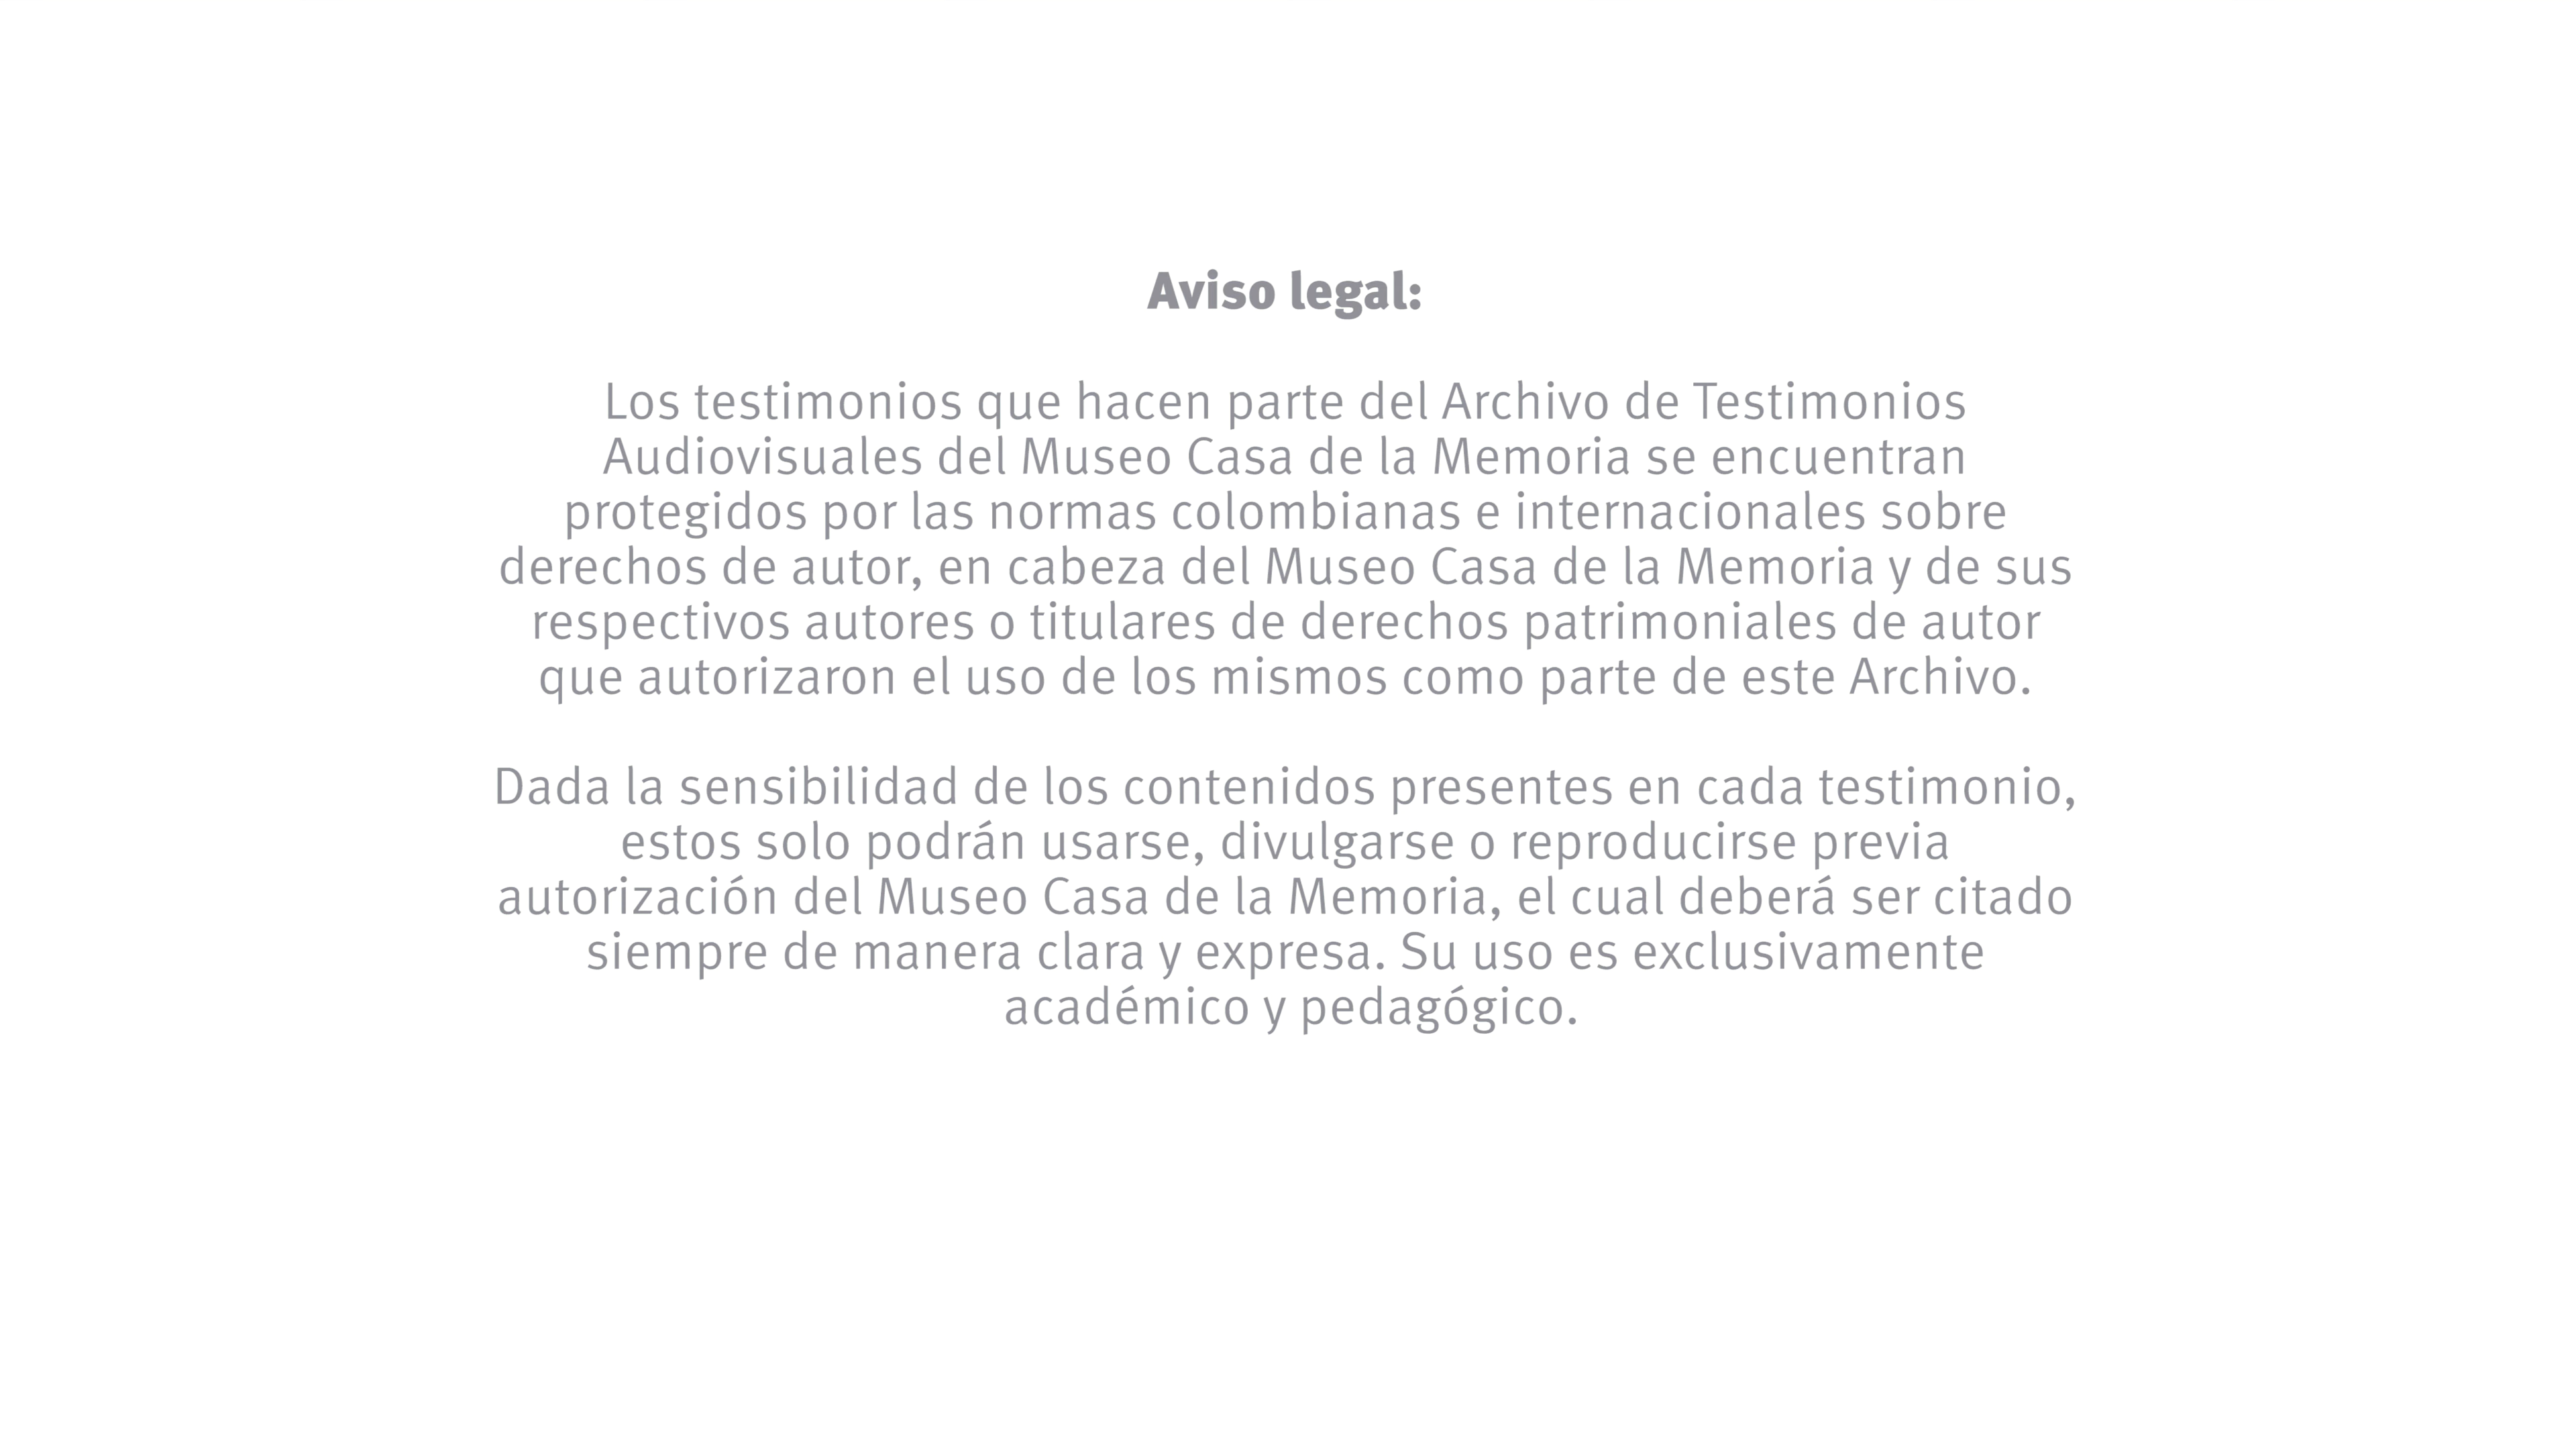 Aviso legal:
Los testimonios que hacen parte del Archivo de Testimonios
Audiovisuales del Museo Casa de la Memoria se encuentran
protegidos por las normas colombianas e internacionales sobre
derechos de autor, en cabeza del Museo Casa de la Memoria y de sus
respectivos autores o titulares de derechos patrimoniales de autor
que autorizaron el uso de los mismos como parte de este Archivo.
Dada la sensibilidad de los contenidos presentes en cada testimonio,
estos solo podrán usarse, divulgarse o reproducirse previa
autorización del Museo Casa de la Memoria, el cual deberá ser citado
siempre de manera clara y expresa. Su uso es exclusivamente
académico y pedagógico.